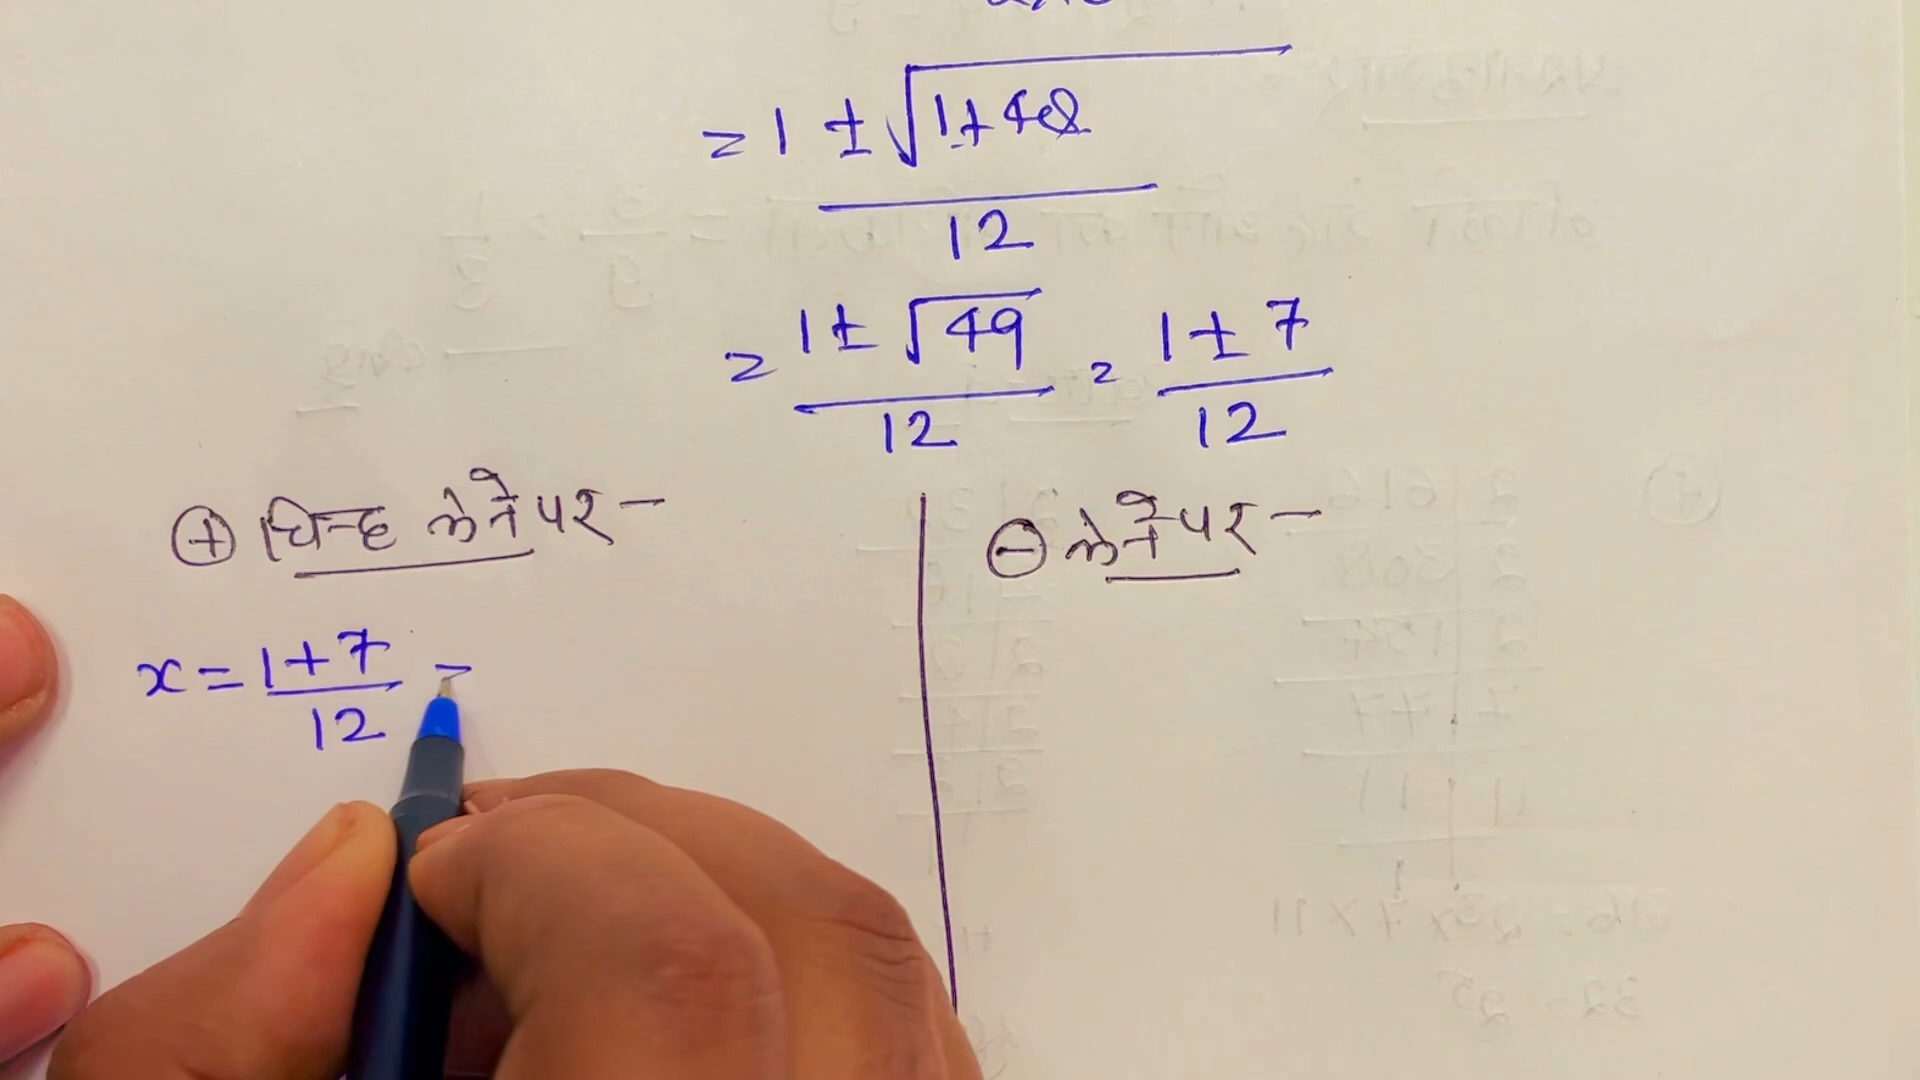 = 1 ± √1+48
12
= 1 ± √49 = 1 ± 7
12 12
⊕ चिन्ह लेने पर –
⊖ लेने पर –
x = 1+7 =
12